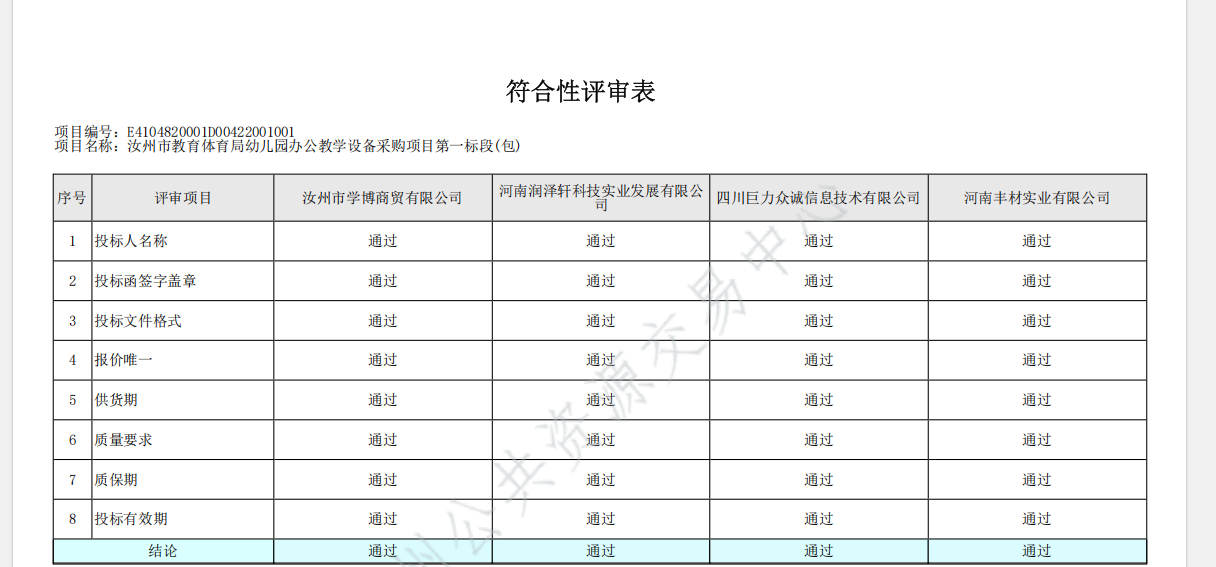 符合性评审表
项目编号：E4104820001D00422001001
项目名称：汝州市教育体育局幼儿园办公教学设备采购项目第一标段(包)
序号 评审项目 汝州市学博商贸有限公司 河南润泽轩科技实业发展有限公司 四川巨力众诚信息技术有限公司 河南丰材实业有限公司
1 投标人名称 通过 通过 通过 通过
2 投标函签字盖章 通过 通过 通过 通过
3 投标文件格式 通过 通过 通过 通过
4 报价唯一 通过 通过 通过 通过
5 供货期 通过 通过 通过 通过
6 质量要求 通过 通过 通过 通过
7 质保期 通过 通过 通过 通过
8 投标有效期 通过 通过 通过 通过
结论 通过 通过 通过 通过
州公共资源交易中心